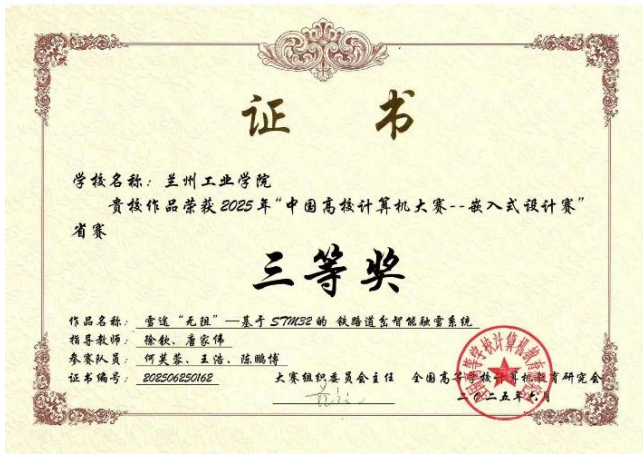 证 书
学校名称：兰州工业学院
贵校作品荣获2025年“中国高校计算机大赛--嵌入式设计赛”
省赛
三等奖
作品名称：雪途“无阻”—基于STM32的 铁路道岔智能融雪系统
指导教师：徐钦、唐家伟
参赛队员：何芙蓉、王浩、陈鹏博
证书编号：202506250162 大赛组织委员会主任 全国高等学校计算机教育研究会
二〇二五年六月